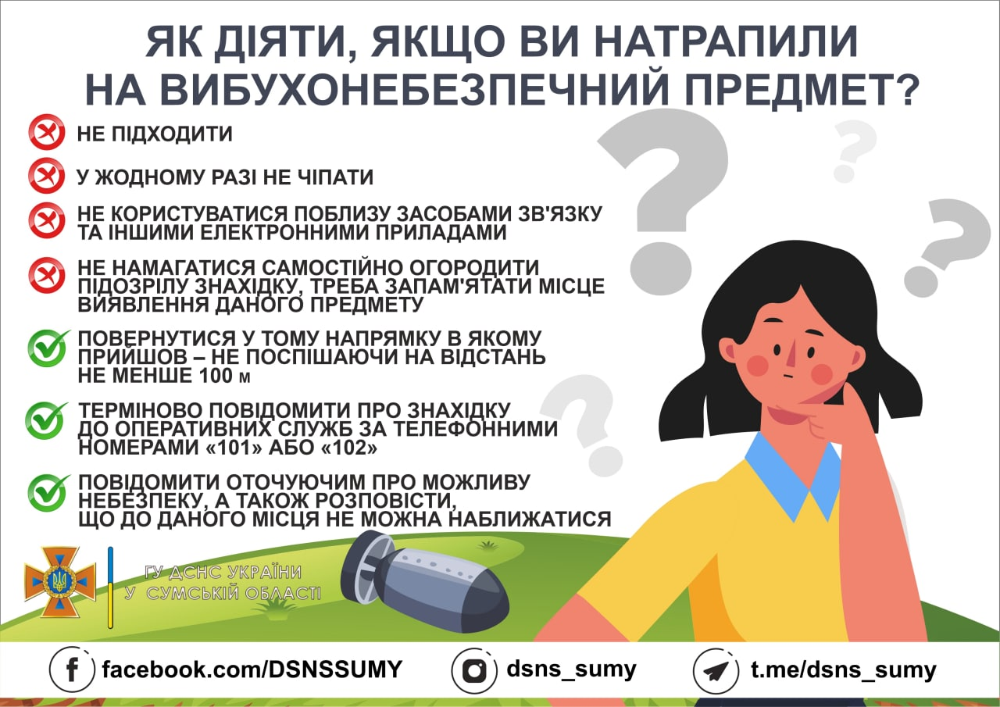 ЯК ДІЯТИ, ЯКЩО ВИ НАТРАПИЛИ
НА ВИБУХОНЕБЕЗПЕЧНИЙ ПРЕДМЕТ?
НЕ ПІДХОДИТИ
У ЖОДНОМУ РАЗІ НЕ ЧІПАТИ
НЕ КОРИСТУВАТИСЯ ПОБЛИЗУ ЗАСОБАМИ ЗВ'ЯЗКУ
ТА ІНШИМИ ЕЛЕКТРОННИМИ ПРИЛАДАМИ
НЕ НАМАГАТИСЯ САМОСТІЙНО ОГОРОДИТИ
ПІДОЗРІЛУ ЗНАХІДКУ, ТРЕБА ЗАПАМ'ЯТАТИ МІСЦЕ
ВИЯВЛЕННЯ ДАНОГО ПРЕДМЕТУ
ПОВЕРНУТИСЯ У ТОМУ НАПРЯМКУ В ЯКОМУ
ПРИЙШОВ – НЕ ПОСПІШАЮЧИ НА ВІДСТАНЬ
НЕ МЕНШЕ 100 м
ТЕРМІНОВО ПОВІДОМИТИ ПРО ЗНАХІДКУ
ДО ОПЕРАТИВНИХ СЛУЖБ ЗА ТЕЛЕФОННИМИ
НОМЕРАМИ «101» АБО «102»
ПОВІДОМИТИ ОТОЧУЮЧИМ ПРО МОЖЛИВУ
НЕБЕЗПЕКУ, А ТАКОЖ РОЗПОВІСТИ,
ЩО ДО ДАНОГО МІСЦЯ НЕ МОЖНА НАБЛИЖАТИСЯ
ГУ ДСНС УКРАЇНИ
У СУМСЬКІЙ ОБЛАСТІ
facebook.com/DSNSSUMY
dsns_sumy
t.me/dsns_sumy